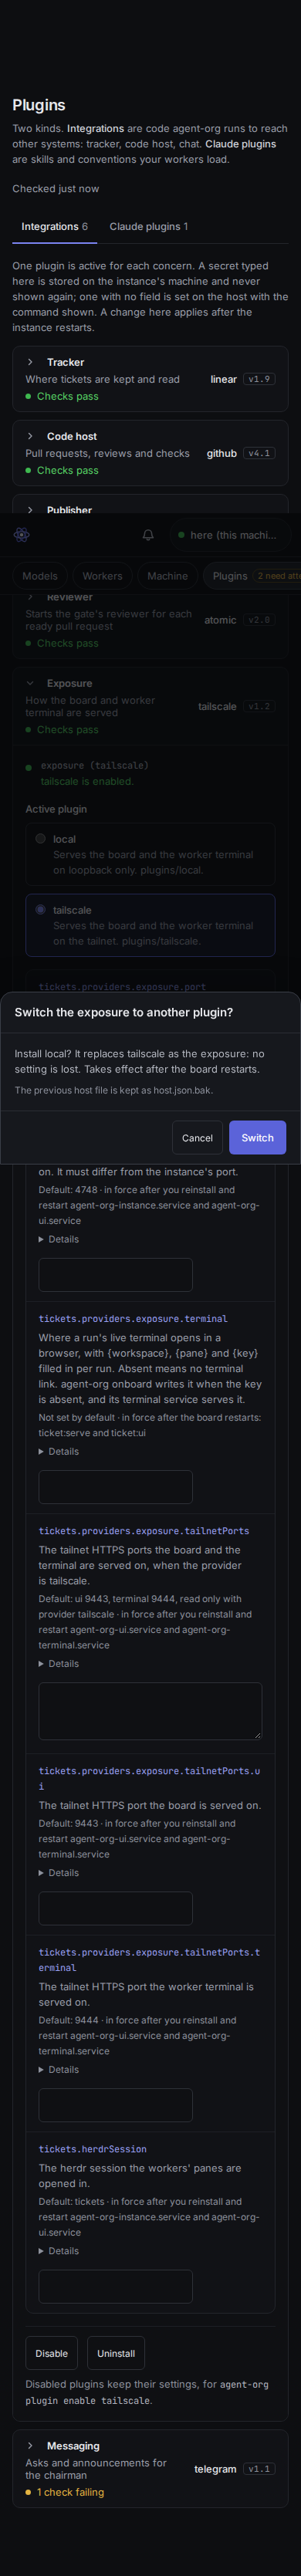 Plugins
Two kinds. Integrations are code agent-org runs to reach
other systems: tracker, code host, chat. Claude plugins
are skills and conventions your workers load.
Checked just now
Integrations 6 Claude plugins 1
One plugin is active for each concern. A secret typed
here is stored on the instance's machine and never
shown again; one with no field is set on the host with the
command shown. A change here applies after the
instance restarts.
Tracker
Where tickets are kept and read linear v1.9
Checks pass
Code host
Pull requests, reviews and checks github v4.1
Checks pass
Publisher
here (this machi...
Models Workers Machine Plugins 2 need
Reviewer
Starts the gate's reviewer for each
ready pull request atomic v2.0
Checks pass
Exposure
How the board and worker
terminal are served tailscale v1.2
Checks pass
exposure (tailscale)
tailscale is enabled.
Active plugin
local
Serves the board and the worker terminal
on loopback only. plugins/local.
tailscale
Serves the board and the worker terminal
on the tailnet. plugins/tailscale.
tickets.providers.exposure.port
Switch the exposure to another plugin?
Install local? It replaces tailscale as the exposure: no
setting is lost. Takes effect after the board restarts.
The previous host file is kept as host.json.bak.
Cancel Switch
on. It must differ from the instance's port.
Default: 4748 · in force after you reinstall and
restart agent-org-instance.service and agent-org-
ui.service
Details
tickets.providers.exposure.terminal
Where a run's live terminal opens in a
browser, with {workspace}, {pane} and {key}
filled in per run. Absent means no terminal
link. agent-org onboard writes it when the key
is absent, and its terminal service serves it.
Not set by default · in force after the board restarts:
ticket:serve and ticket:ui
Details
tickets.providers.exposure.tailnetPorts
The tailnet HTTPS ports the board and the
terminal are served on, when the provider
is tailscale.
Default: ui 9443, terminal 9444, read only with
provider tailscale · in force after you reinstall and
restart agent-org-ui.service and agent-org-
terminal.service
Details
tickets.providers.exposure.tailnetPorts.u
i
The tailnet HTTPS port the board is served on.
Default: 9443 · in force after you reinstall and
restart agent-org-ui.service and agent-org-
terminal.service
Details
tickets.providers.exposure.tailnetPorts.t
erminal
The tailnet HTTPS port the worker terminal is
served on.
Default: 9444 · in force after you reinstall and
restart agent-org-ui.service and agent-org-
terminal.service
Details
tickets.herdrSession
The herdr session the workers' panes are
opened in.
Default: tickets · in force after you reinstall and
restart agent-org-instance.service and agent-org-
ui.service
Details
Disable Uninstall
Disabled plugins keep their settings, for agent-org
plugin enable tailscale.
Messaging
Asks and announcements for
the chairman telegram v1.1
1 check failing